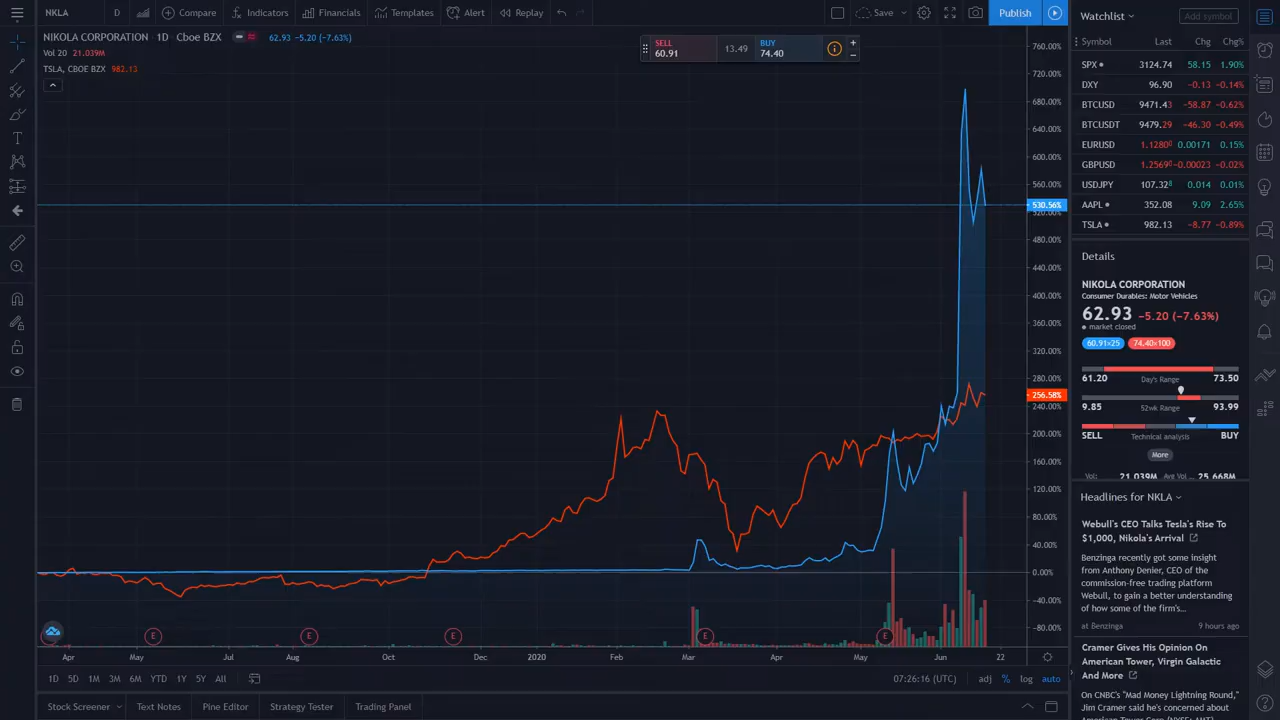 NKLA D Compare Indicators Financials Templates Alert Replay Save Publish
NIKOLA CORPORATION 1D Cboe BZX 62.93 −5.20 (−7.63%)
Vol 20 21.039M
TSLA, CBOE BZX 982.13
SELL 60.91 13.49 BUY 74.40
760.00%
720.00%
680.00%
640.00%
600.00%
560.00%
530.56%
520.00%
480.00%
440.00%
400.00%
360.00%
320.00%
280.00%
256.58%
240.00%
200.00%
160.00%
120.00%
80.00%
40.00%
0.00%
−40.00%
−80.00%
E E E E E
Apr May Jul Aug Oct Dec 2020 Feb Mar Apr May Jun 22
1D 5D 1M 3M 6M YTD 1Y 5Y All 07:26:16 (UTC) adj % log auto
Stock Screener Text Notes Pine Editor Strategy Tester Trading Panel
Watchlist Add symbol
Symbol Last Chg Chg%
SPX 3124.74 58.15 1.90%
DXY 96.90 −0.13 −0.14%
BTCUSD 9471.43 −58.87 −0.62%
BTCUSDT 9479.29 −46.30 −0.49%
EURUSD 1.12800 0.00171 0.15%
GBPUSD 1.25690 −0.00023 −0.02%
USDJPY 107.328 0.014 0.01%
AAPL 352.08 9.09 2.65%
TSLA 982.13 −8.77 −0.89%
Details
NIKOLA CORPORATION
Consumer Durables: Motor Vehicles
62.93 −5.20 (−7.63%)
market closed
60.91×25 74.40×100
61.20 Day's Range 73.50
9.85 52wk Range 93.99
SELL Technical analysis BUY
More
Vol: 21.039M Avg Vol ... 25.668M
Headlines for NKLA
Webull's CEO Talks Tesla's Rise To
$1,000, Nikola's Arrival
Benzinga recently got some insight
from Anthony Denier, CEO of the
commission-free trading platform
Webull, to gain a better understanding
of how some of the firm's...
at Benzinga 9 hours ago
Cramer Gives His Opinion On
American Tower, Virgin Galactic
And More
On CNBC's "Mad Money Lightning Round,"
Jim Cramer said he's concerned about